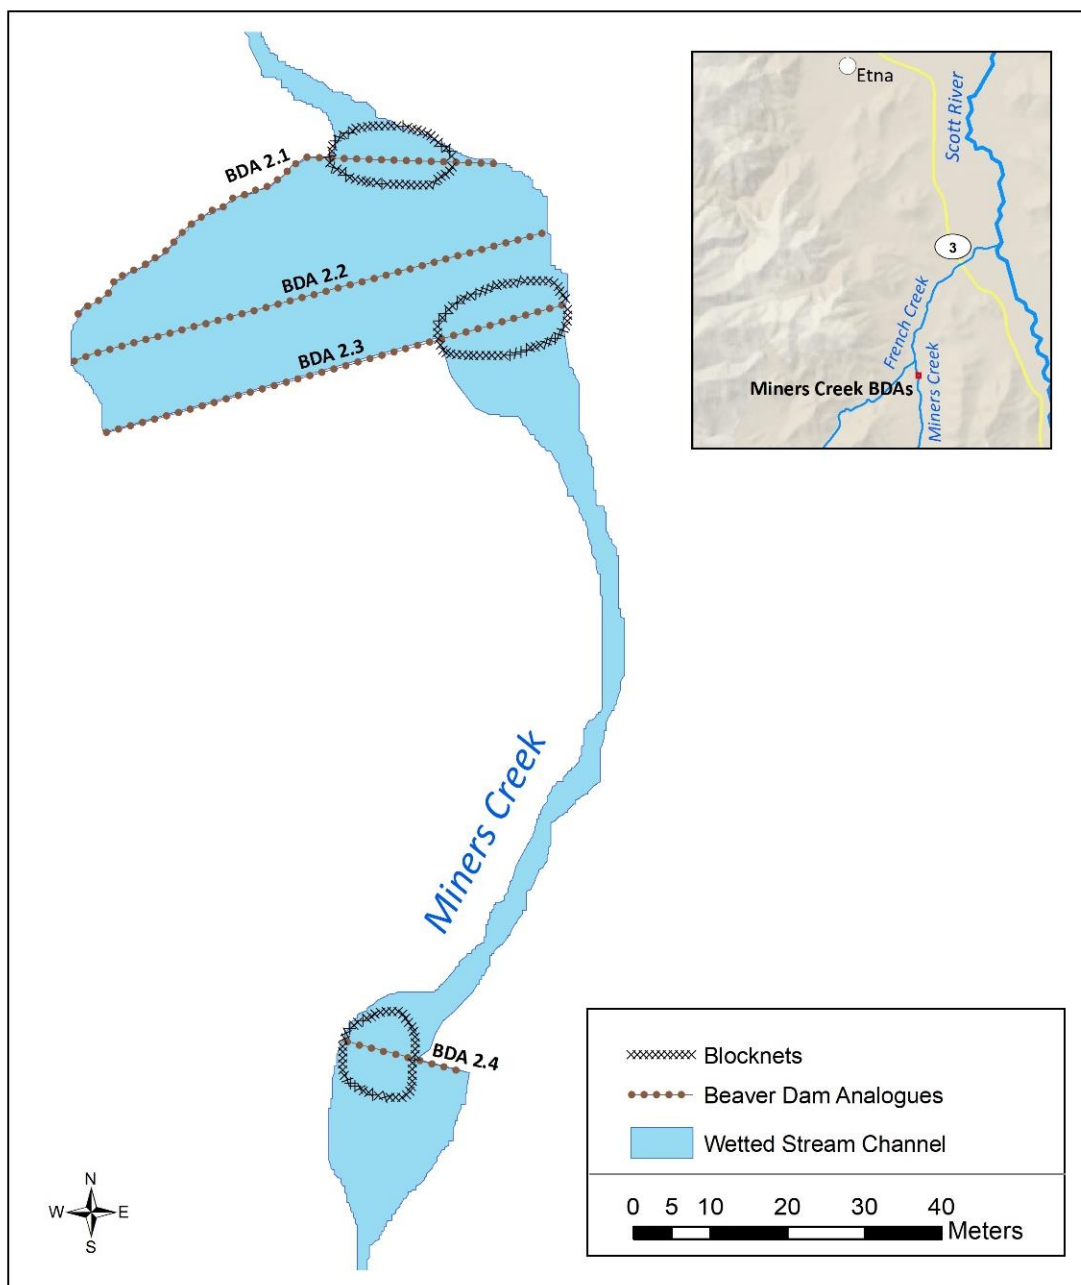 Etna
Scott River
3
French Creek
Miners Creek BDAs
Miners Creek
BDA 2.1
BDA 2.2
BDA 2.3
Miners Creek
BDA 2.4
Blocknets
Beaver Dam Analogues
Wetted Stream Channel
N
W E
S
0 5 10 20 30 40
Meters